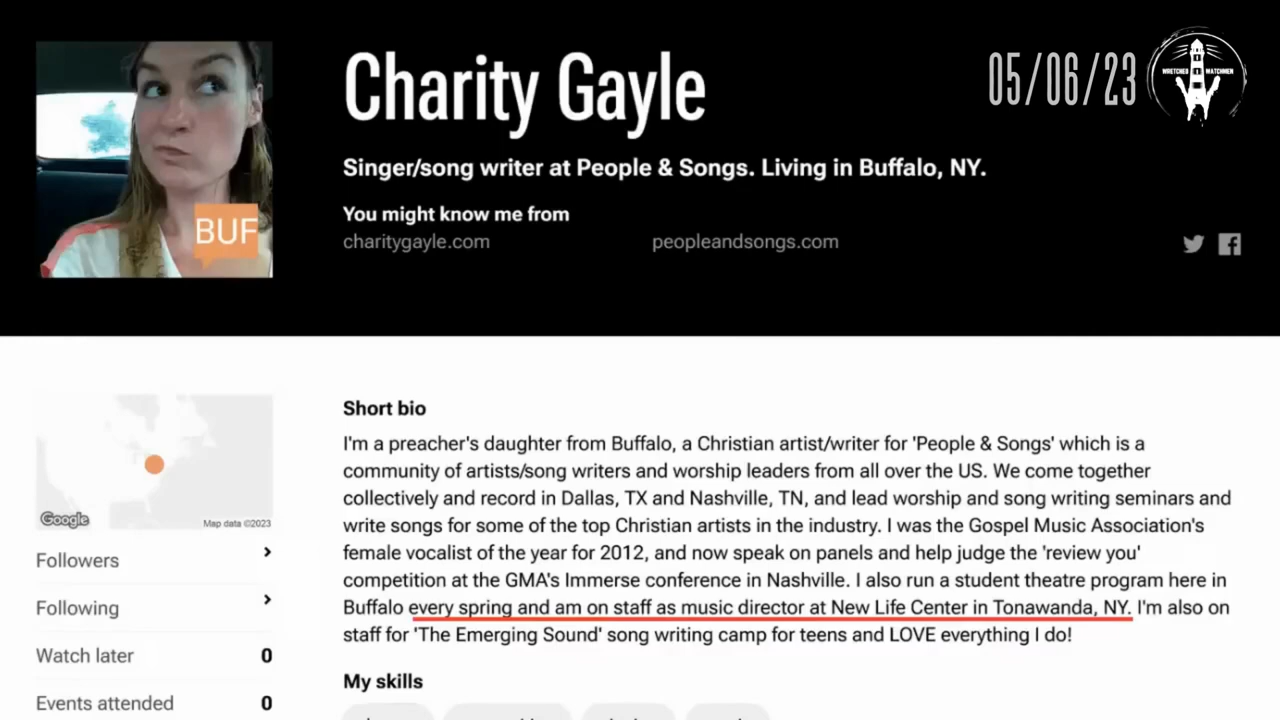 Charity Gayle
05/06/23
WRETCHED WATCHMEN
Singer/song writer at People & Songs. Living in Buffalo, NY.
You might know me from
charitygayle.com peopleandsongs.com
BUF
Short bio
I'm a preacher's daughter from Buffalo, a Christian artist/writer for 'People & Songs' which is a
community of artists/song writers and worship leaders from all over the US. We come together
collectively and record in Dallas, TX and Nashville, TN, and lead worship and song writing seminars and
write songs for some of the top Christian artists in the industry. I was the Gospel Music Association's
female vocalist of the year for 2012, and now speak on panels and help judge the 'review you'
competition at the GMA's Immerse conference in Nashville. I also run a student theatre program here in
Buffalo every spring and am on staff as music director at New Life Center in Tonawanda, NY. I'm also on
staff for 'The Emerging Sound' song writing camp for teens and LOVE everything I do!
My skills
Google
Map data ©2023
Followers
Following
Watch later 0
Events attended 0